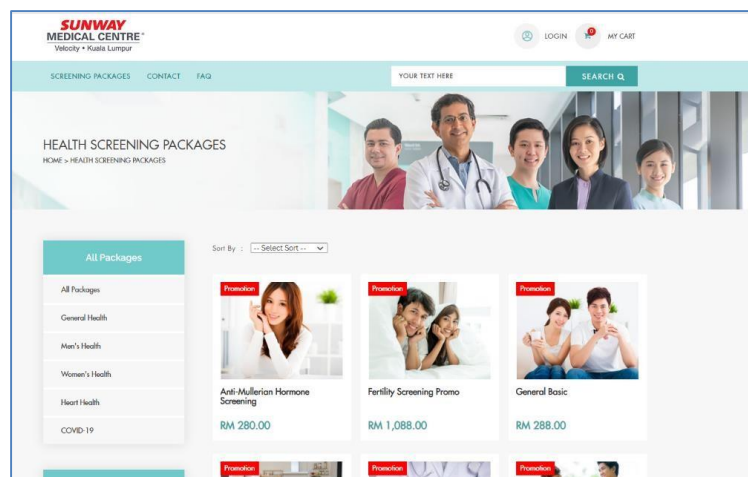 SUNWAY
MEDICAL CENTRE
Velocity • Kuala Lumpur
LOGIN
0
MY CART
SCREENING PACKAGES
CONTACT
FAQ
YOUR TEXT HERE
SEARCH
HEALTH SCREENING PACKAGES
HOME > HEALTH SCREENING PACKAGES
All Packages
Sort By :
-- Select Sort --
All Packages
General Health
Men's Health
Women's Health
Heart Health
COVID-19
Promotion
Promotion
Promotion
Anti-Mullerian Hormone
Screening
Fertility Screening Promo
General Basic
RM 280.00
RM 1,088.00
RM 288.00
Promotion
Promotion
Promotion